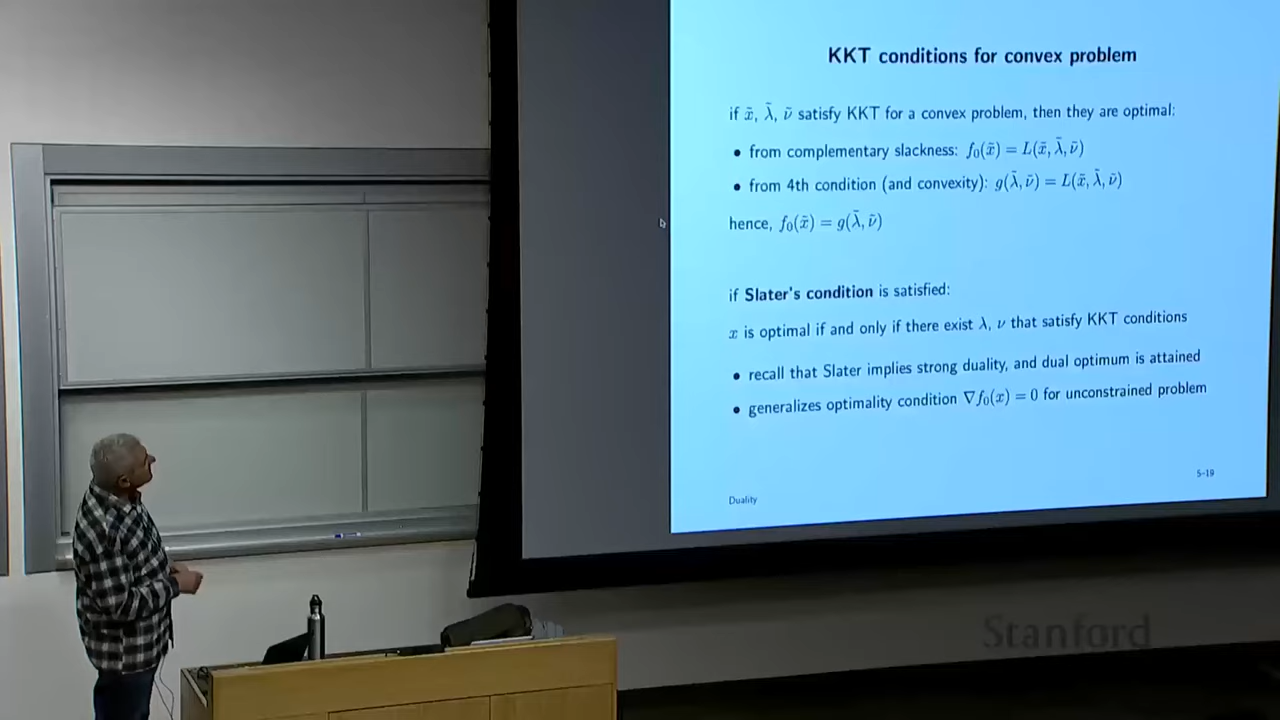 KKT conditions for convex problem
if x̃, λ̃, ν̃ satisfy KKT for a convex problem, then they are optimal:
• from complementary slackness: f₀(x̃) = L(x̃, λ̃, ν̃)
• from 4th condition (and convexity): g(λ̃, ν̃) = L(x̃, λ̃, ν̃)
hence, f₀(x̃) = g(λ̃, ν̃)
if Slater's condition is satisfied:
x is optimal if and only if there exist λ, ν that satisfy KKT conditions
• recall that Slater implies strong duality, and dual optimum is attained
• generalizes optimality condition ∇f₀(x) = 0 for unconstrained problem
Duality
5-19
Stanford